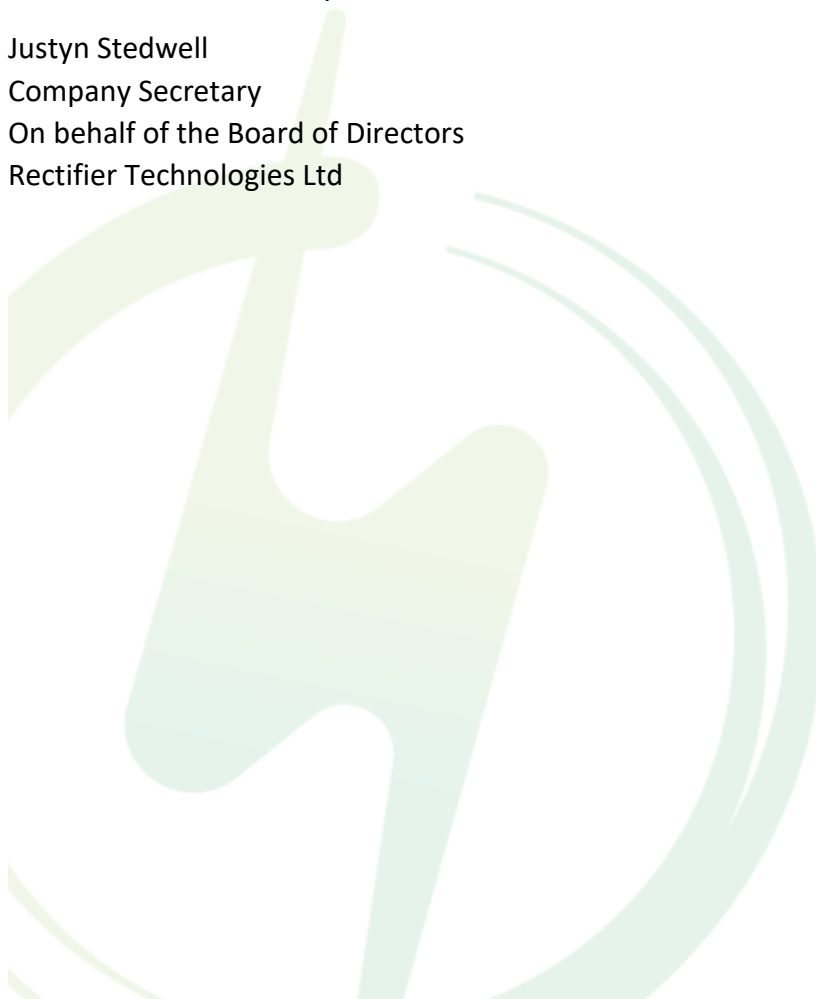 Justyn Stedwell
Company Secretary
On behalf of the Board of Directors
Rectifier Technologies Ltd